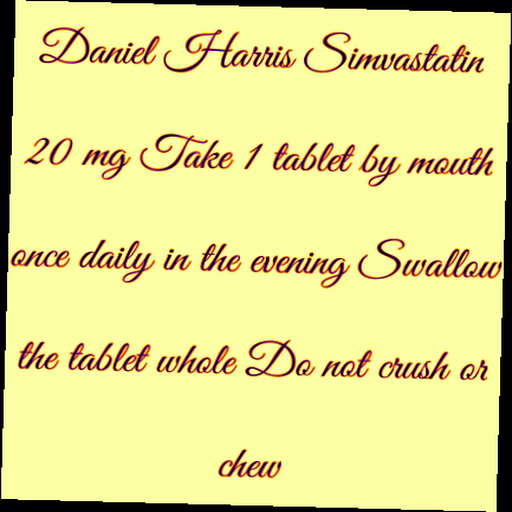 Daniel Harris Simvastatin
20 mg Take 1 tablet by mouth
once daily in the evening Swallow
the tablet whole Do not crush or
chew